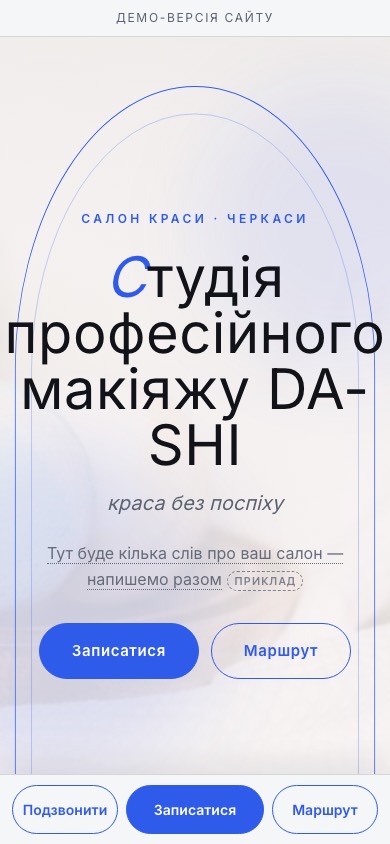 ДЕМО-ВЕРСІЯ САЙТУ
САЛОН КРАСИ · ЧЕРКАСИ
Студія
професійного
макіяжу DA-
SHI
краса без поспіху
Тут буде кілька слів про ваш салон —
напишемо разом ПРИКЛАД
Записатися Маршрут
Подзвонити Записатися Маршрут